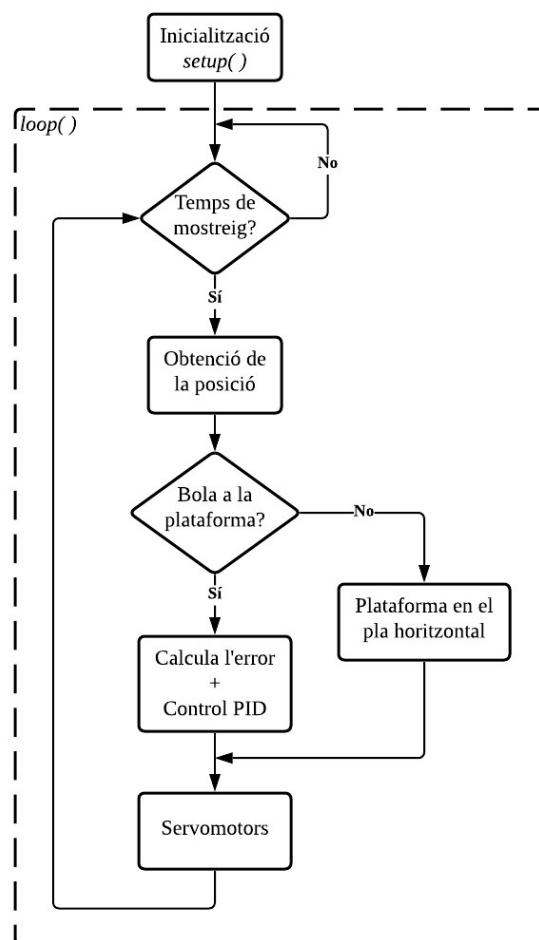 Inicialització
setup( )
loop( )
No
Temps de
mostreig?
Sí
Obtenció de
la posició
Bola a la
plataforma?
No
Sí
Plataforma en el
pla horitzontal
Calcula l'error
+
Control PID
Servomotors